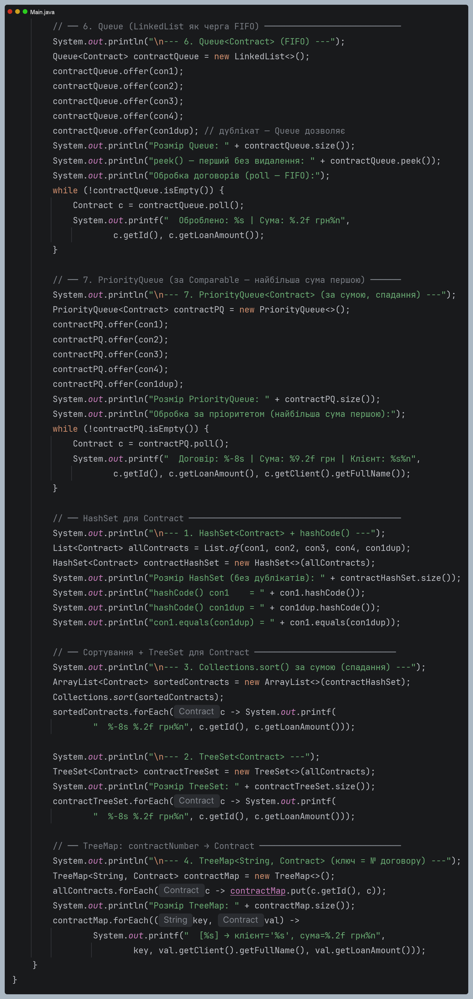 Main.java
// —— 6. Queue (LinkedList як черга FIFO) ———————————————————————————
System.out.println("\n--- 6. Queue<Contract> (FIFO) ---");
Queue<Contract> contractQueue = new LinkedList<>();
contractQueue.offer(con1);
contractQueue.offer(con2);
contractQueue.offer(con3);
contractQueue.offer(con4);
contractQueue.offer(con1dup); // дублікат — Queue дозволяє
System.out.println("Розмір Queue: " + contractQueue.size());
System.out.println("peek() — перший без видалення: " + contractQueue.peek());
System.out.println("Обробка договорів (poll — FIFO):");
while (!contractQueue.isEmpty()) {
    Contract c = contractQueue.poll();
    System.out.printf("  Оброблено: %s | Сума: %.2f грн%n",
            c.getId(), c.getLoanAmount());
}
// —— 7. PriorityQueue (за Comparable — найбільша сума першою) ——————
System.out.println("\n--- 7. PriorityQueue<Contract> (за сумою, спадання) ---");
PriorityQueue<Contract> contractPQ = new PriorityQueue<>();
contractPQ.offer(con1);
contractPQ.offer(con2);
contractPQ.offer(con3);
contractPQ.offer(con4);
contractPQ.offer(con1dup);
System.out.println("Розмір PriorityQueue: " + contractPQ.size());
System.out.println("Обробка за пріоритетом (найбільша сума першою):");
while (!contractPQ.isEmpty()) {
    Contract c = contractPQ.poll();
    System.out.printf("  Договір: %-8s | Сума: %9.2f грн | Клієнт: %s%n",
            c.getId(), c.getLoanAmount(), c.getClient().getFullName());
}
// —— HashSet для Contract ——————————————————————————————————————————
System.out.println("\n--- 1. HashSet<Contract> + hashCode() ---");
List<Contract> allContracts = List.of(con1, con2, con3, con4, con1dup);
HashSet<Contract> contractHashSet = new HashSet<>(allContracts);
System.out.println("Розмір HashSet (без дублікатів): " + contractHashSet.size());
System.out.println("hashCode() con1    = " + con1.hashCode());
System.out.println("hashCode() con1dup = " + con1dup.hashCode());
System.out.println("con1.equals(con1dup) = " + con1.equals(con1dup));
// —— Сортування + TreeSet для Contract ————————————————————————————
System.out.println("\n--- 3. Collections.sort() за сумою (спадання) ---");
ArrayList<Contract> sortedContracts = new ArrayList<>(contractHashSet);
Collections.sort(sortedContracts);
sortedContracts.forEach( Contract c -> System.out.printf(
        "  %-8s %.2f грн%n", c.getId(), c.getLoanAmount()));
System.out.println("\n--- 2. TreeSet<Contract> ---");
TreeSet<Contract> contractTreeSet = new TreeSet<>(allContracts);
System.out.println("Розмір TreeSet: " + contractTreeSet.size());
contractTreeSet.forEach( Contract c -> System.out.printf(
        "  %-8s %.2f грн%n", c.getId(), c.getLoanAmount()));
// —— TreeMap: contractNumber → Contract ————————————————————————————
System.out.println("\n--- 4. TreeMap<String, Contract> (ключ = № договору) ---");
TreeMap<String, Contract> contractMap = new TreeMap<>();
allContracts.forEach( Contract c -> contractMap.put(c.getId(), c));
System.out.println("Розмір TreeMap: " + contractMap.size());
contractMap.forEach(( String key, Contract val) ->
        System.out.printf("  [%s] → клієнт='%s', сума=%.2f грн%n",
                key, val.getClient().getFullName(), val.getLoanAmount()));
}
}